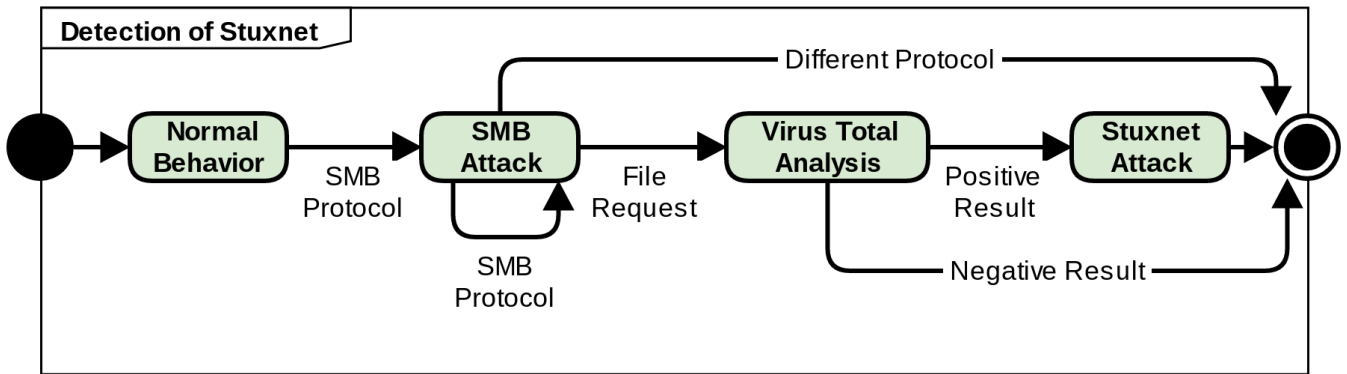 Detection of Stuxnet
Different Protocol
Normal
Behavior
SMB
Protocol
SMB
Attack
SMB
Protocol
File
Request
Virus Total
Analysis
Positive
Result
Negative Result
Stuxnet
Attack